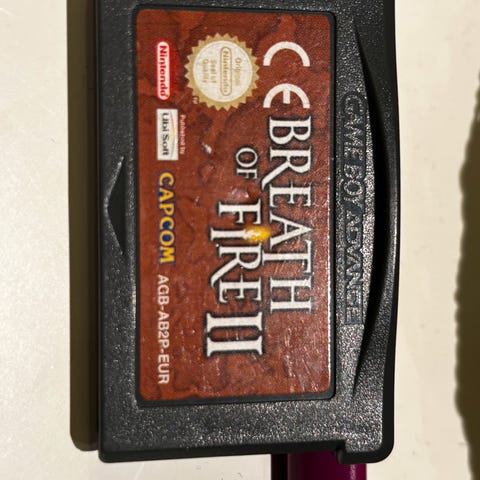 GAME BOY ADVANCE
CE
BREATH
OF
FIRE II
Original
Nintendo
Seal of
Quality
Nintendo
Published by
Ubi Soft
CAPCOM
AGB-AB2P-EUR